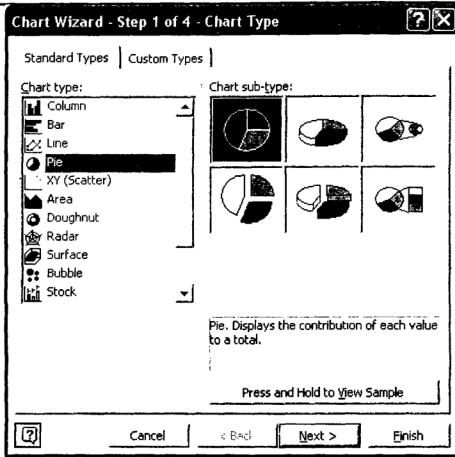 Chart Wizard - Step 1 of 4 - Chart Type
Standard Types
Custom Types
Chart type:
Column
Bar
Line
Pie
XY (Scatter)
Area
Doughnut
Radar
Surface
Bubble
Stock
Chart sub-type:
Pie. Displays the contribution of each value
to a total.
Press and Hold to View Sample
Cancel
< Back
Next >
Finish